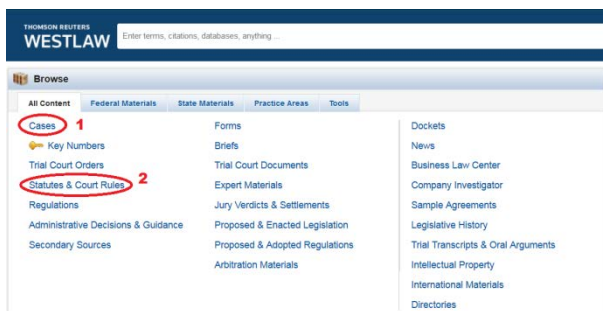 THOMSON REUTERS
WESTLAW
Enter terms, citations, databases, anything ...
Browse
All Content Federal Materials State Materials Practice Areas Tools
Cases 1
Key Numbers
Trial Court Orders
Statutes & Court Rules 2
Regulations
Administrative Decisions & Guidance
Secondary Sources
Forms
Briefs
Trial Court Documents
Expert Materials
Jury Verdicts & Settlements
Proposed & Enacted Legislation
Proposed & Adopted Regulations
Arbitration Materials
Dockets
News
Business Law Center
Company Investigator
Sample Agreements
Legislative History
Trial Transcripts & Oral Arguments
Intellectual Property
International Materials
Directories